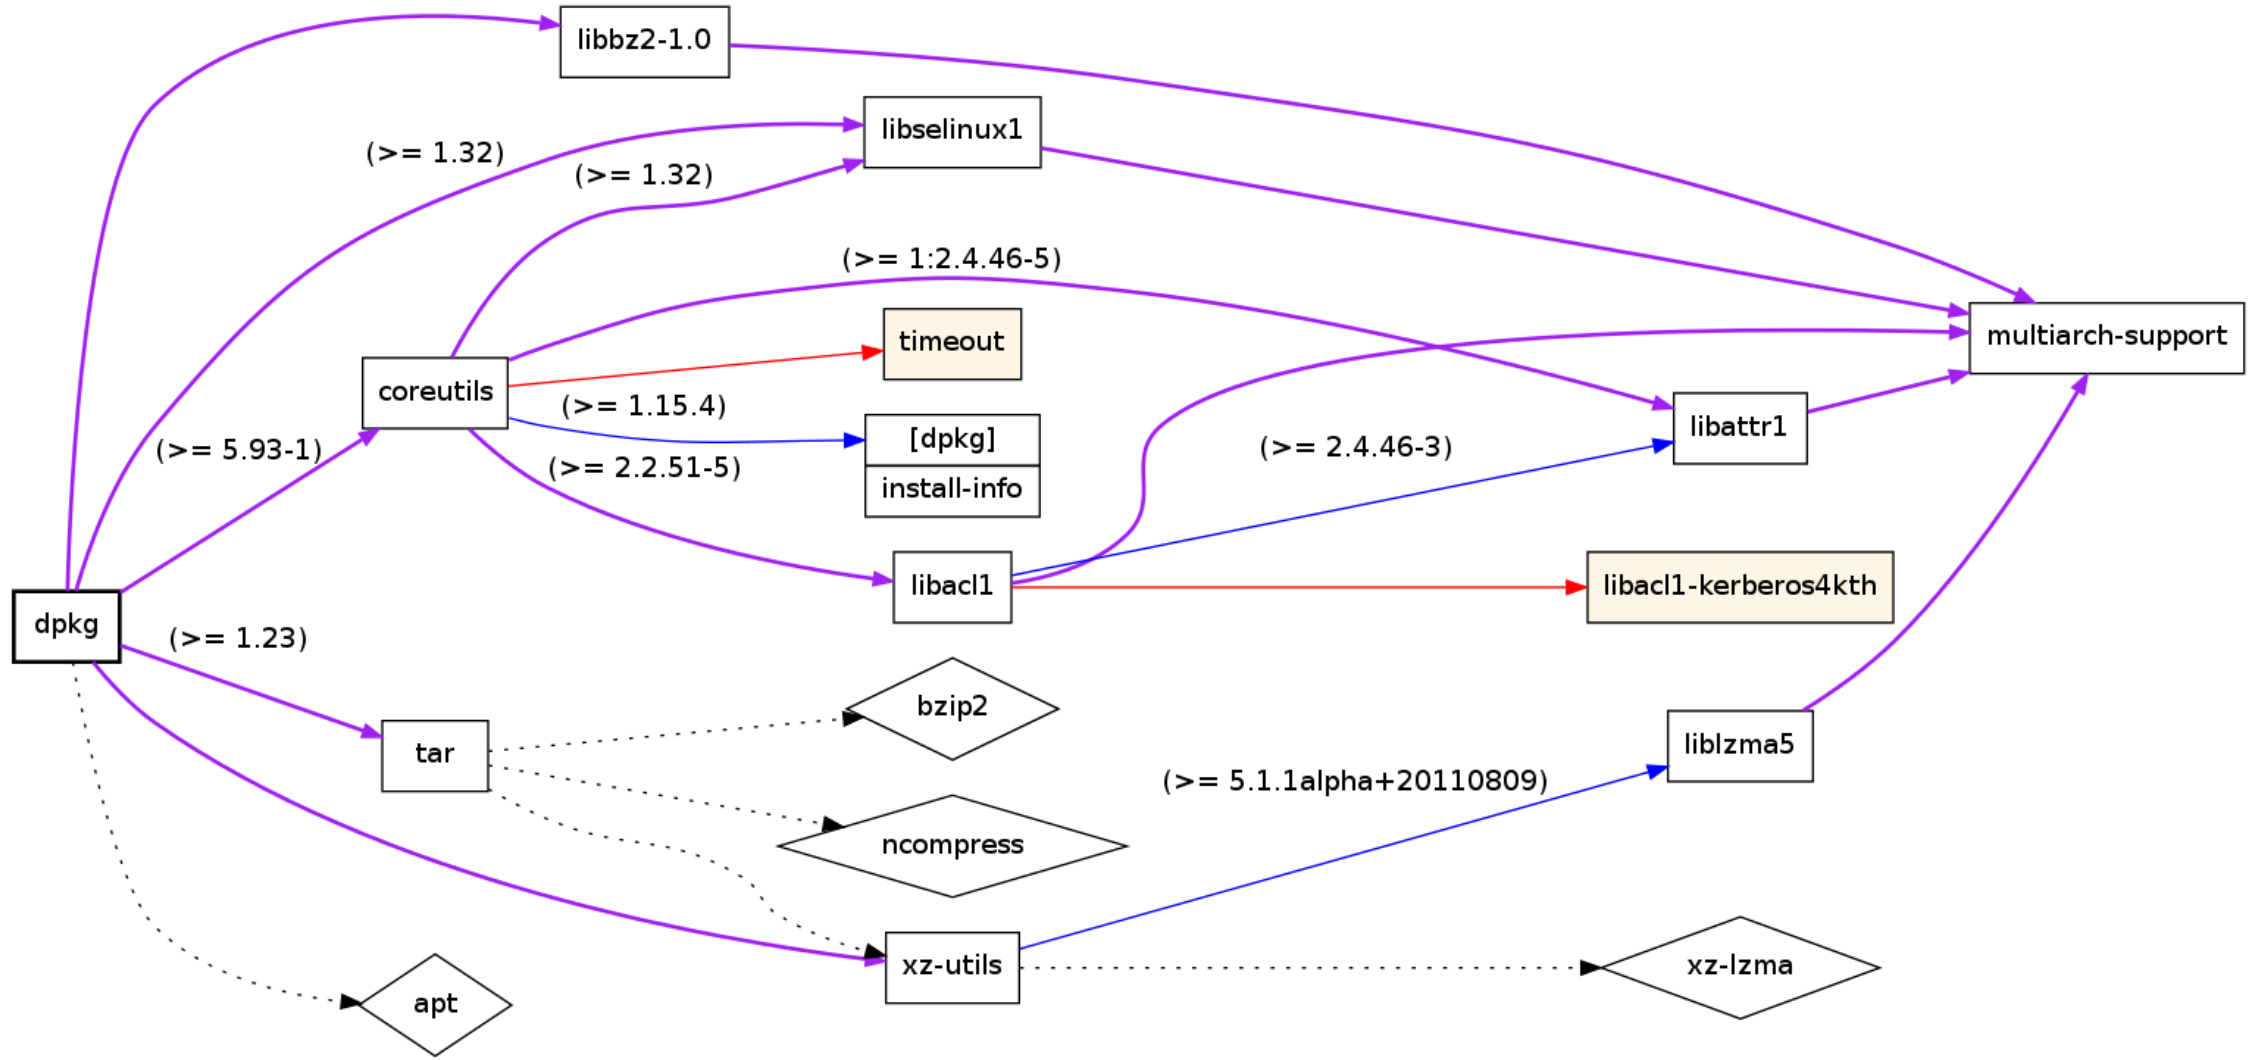 libbz2-1.0
libselinux1
(>= 1.32)
(>= 1.32)
(>= 1:2.4.46-5)
timeout
multiarch-support
coreutils
(>= 1.15.4)
[dpkg]
install-info
libattr1
(>= 2.4.46-3)
(>= 5.93-1)
(>= 2.2.51-5)
libacl1
libacl1-kerberos4kth
dpkg
(>= 1.23)
bzip2
tar
liblzma5
(>= 5.1.1alpha+20110809)
ncompress
xz-utils
xz-lzma
apt